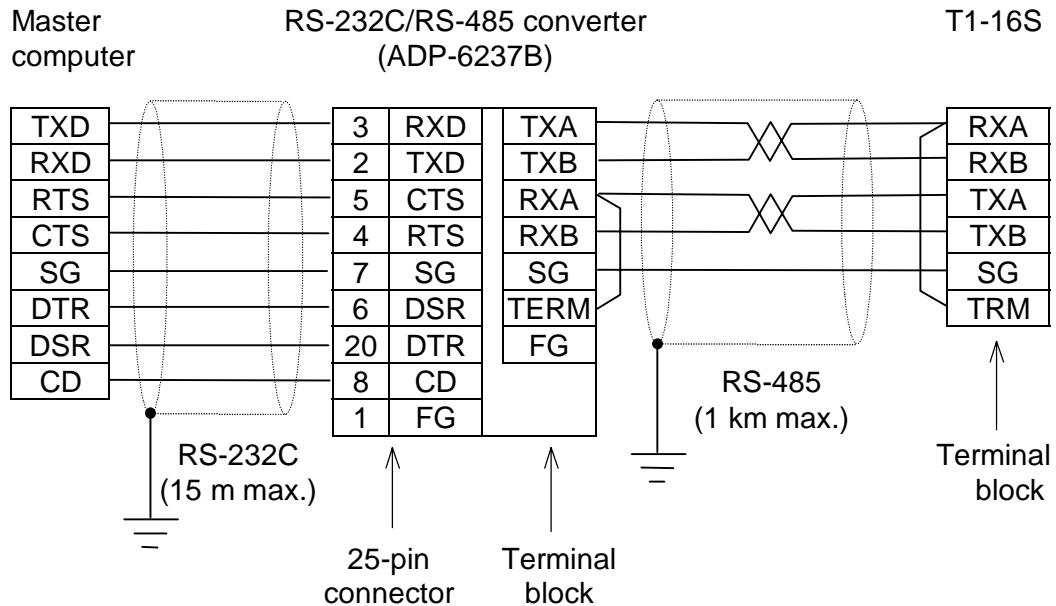 Master
computer
RS-232C/RS-485 converter
(ADP-6237B)
T1-16S
TXD 3 RXD TXA RXA
RXD 2 TXD TXB RXB
RTS 5 CTS RXA TXA
CTS 4 RTS RXB TXB
SG 7 SG SG SG
DTR 6 DSR TERM TRM
DSR 20 DTR FG
CD 8 CD
1 FG
RS-232C
(15 m max.)
RS-485
(1 km max.)
Terminal
block
25-pin
connector
Terminal
block